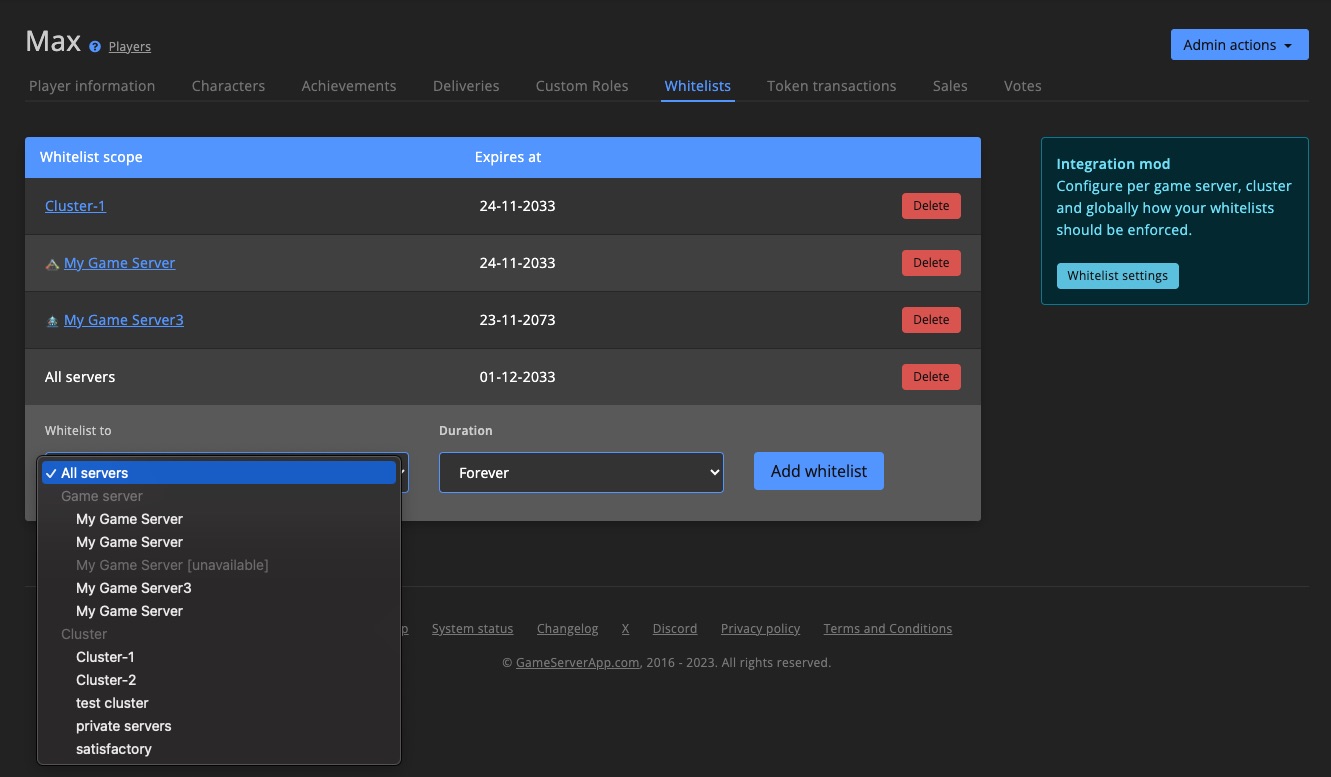 Max ? Players
Admin actions
Player information Characters Achievements Deliveries Custom Roles Whitelists Token transactions Sales Votes
Whitelist scope Expires at
Cluster-1 24-11-2033 Delete
My Game Server 24-11-2033 Delete
My Game Server3 23-11-2073 Delete
All servers 01-12-2033 Delete
Integration mod
Configure per game server, cluster
and globally how your whitelists
should be enforced.
Whitelist settings
Whitelist to Duration
All servers
Forever
Add whitelist
Game server
My Game Server
My Game Server
My Game Server [unavailable]
My Game Server3
My Game Server
Cluster
Cluster-1
Cluster-2
test cluster
private servers
satisfactory
System status Changelog X Discord Privacy policy Terms and Conditions
© GameServerApp.com, 2016 - 2023. All rights reserved.